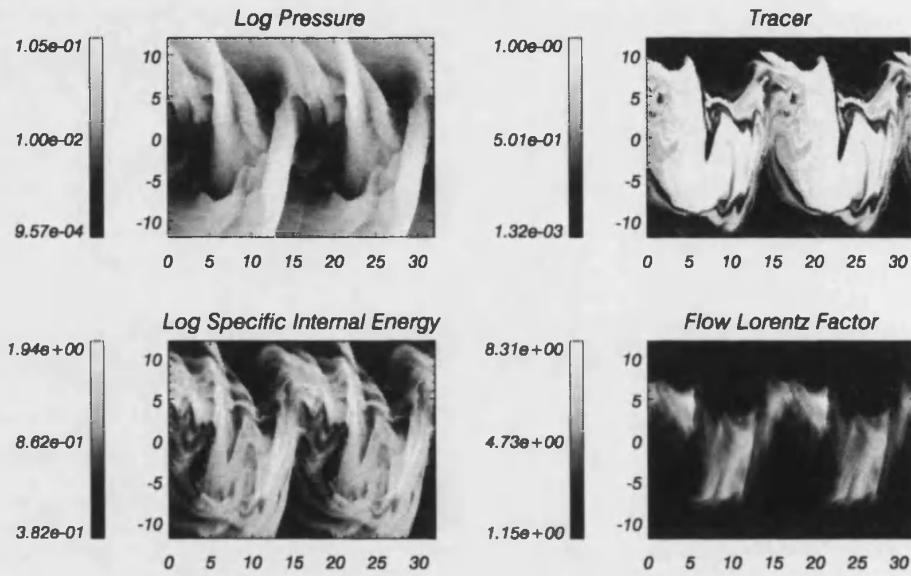 Log Pressure
1.05e-01
1.00e-02
9.57e-04
10
5
0
-5
-10
0 5 10 15 20 25 30
Tracer
1.00e-00
5.01e-01
1.32e-03
10
5
0
-5
-10
0 5 10 15 20 25 30
Log Specific Internal Energy
1.94e+00
8.62e-01
3.82e-01
10
5
0
-5
-10
0 5 10 15 20 25 30
Flow Lorentz Factor
8.31e+00
4.73e+00
1.15e+00
10
5
0
-5
-10
0 5 10 15 20 25 30